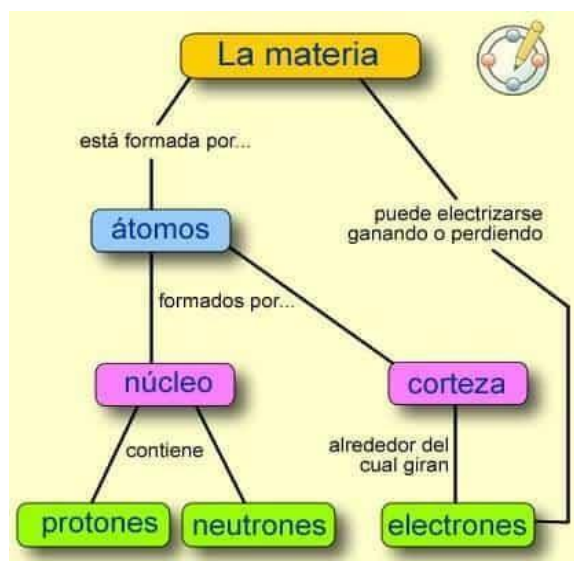 La materia
está formada por...
puede electrizarse
ganando o perdiendo
átomos
formados por...
núcleo
corteza
contiene
alrededor del
cual giran
protones
neutrones
electrones